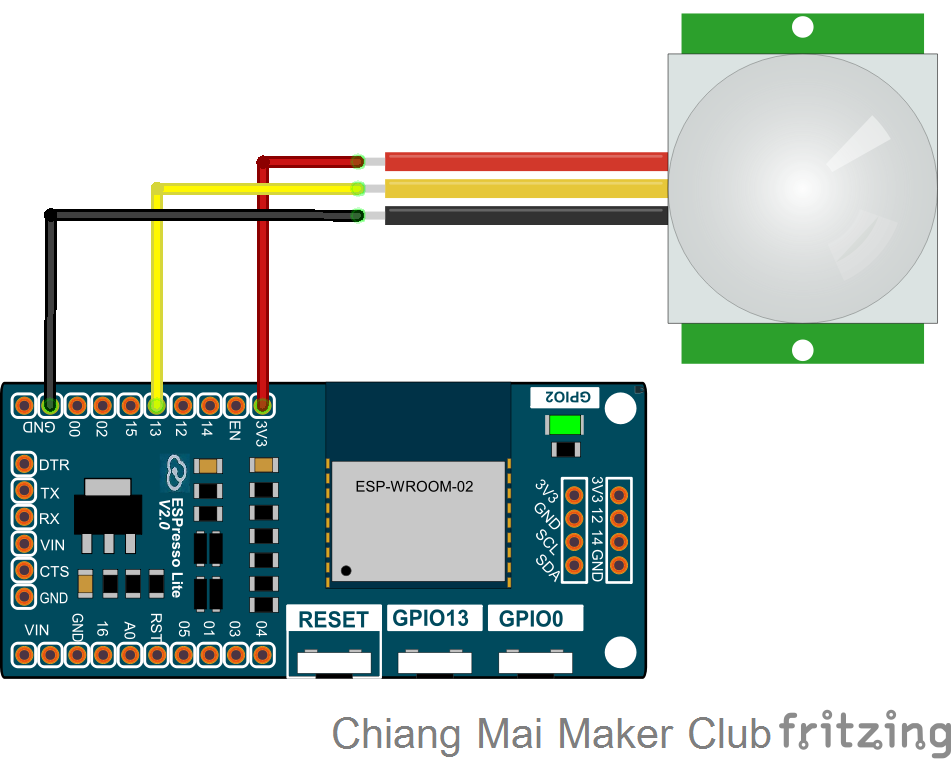 GPIO2
GND
00
02
15
13
12
14
EN
3V3
DTR
TX
RX
VIN
CTS
GND
ESPresso Lite
V2.0
ESP-WROOM-02
3V3
GND
SCL
SDA
3V3 12 14 GND
VIN
GND
16
A0
RST
05
01
03
04
RESET
GPIO13
GPIO0
Chiang Mai Maker Club
fritzing